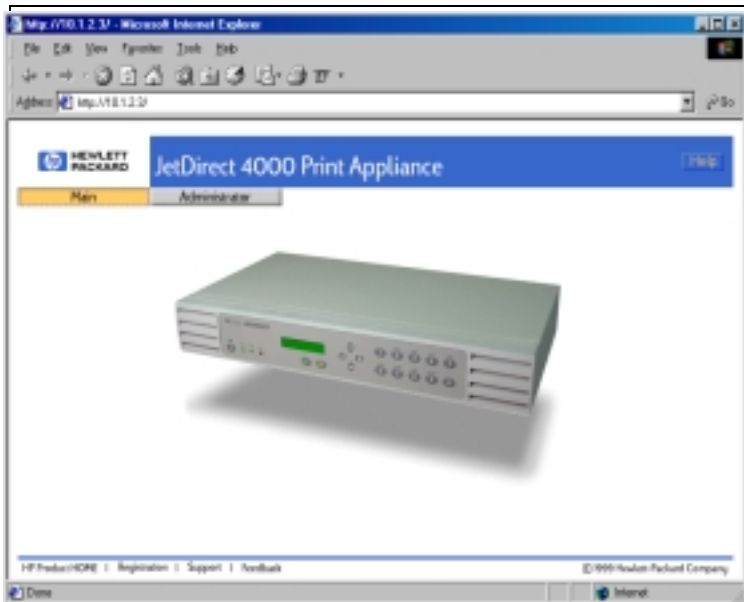 http://10.1.2.3/ - Microsoft Internet Explorer
File Edit View Favorites Tools Help
Address http://10.1.2.3/ Go
HEWLETT PACKARD
JetDirect 4000 Print Appliance
Help
Main Administrator
HP Product HOME | Registration | Support | Feedback
© 1999 Hewlett-Packard Company
Done Internet